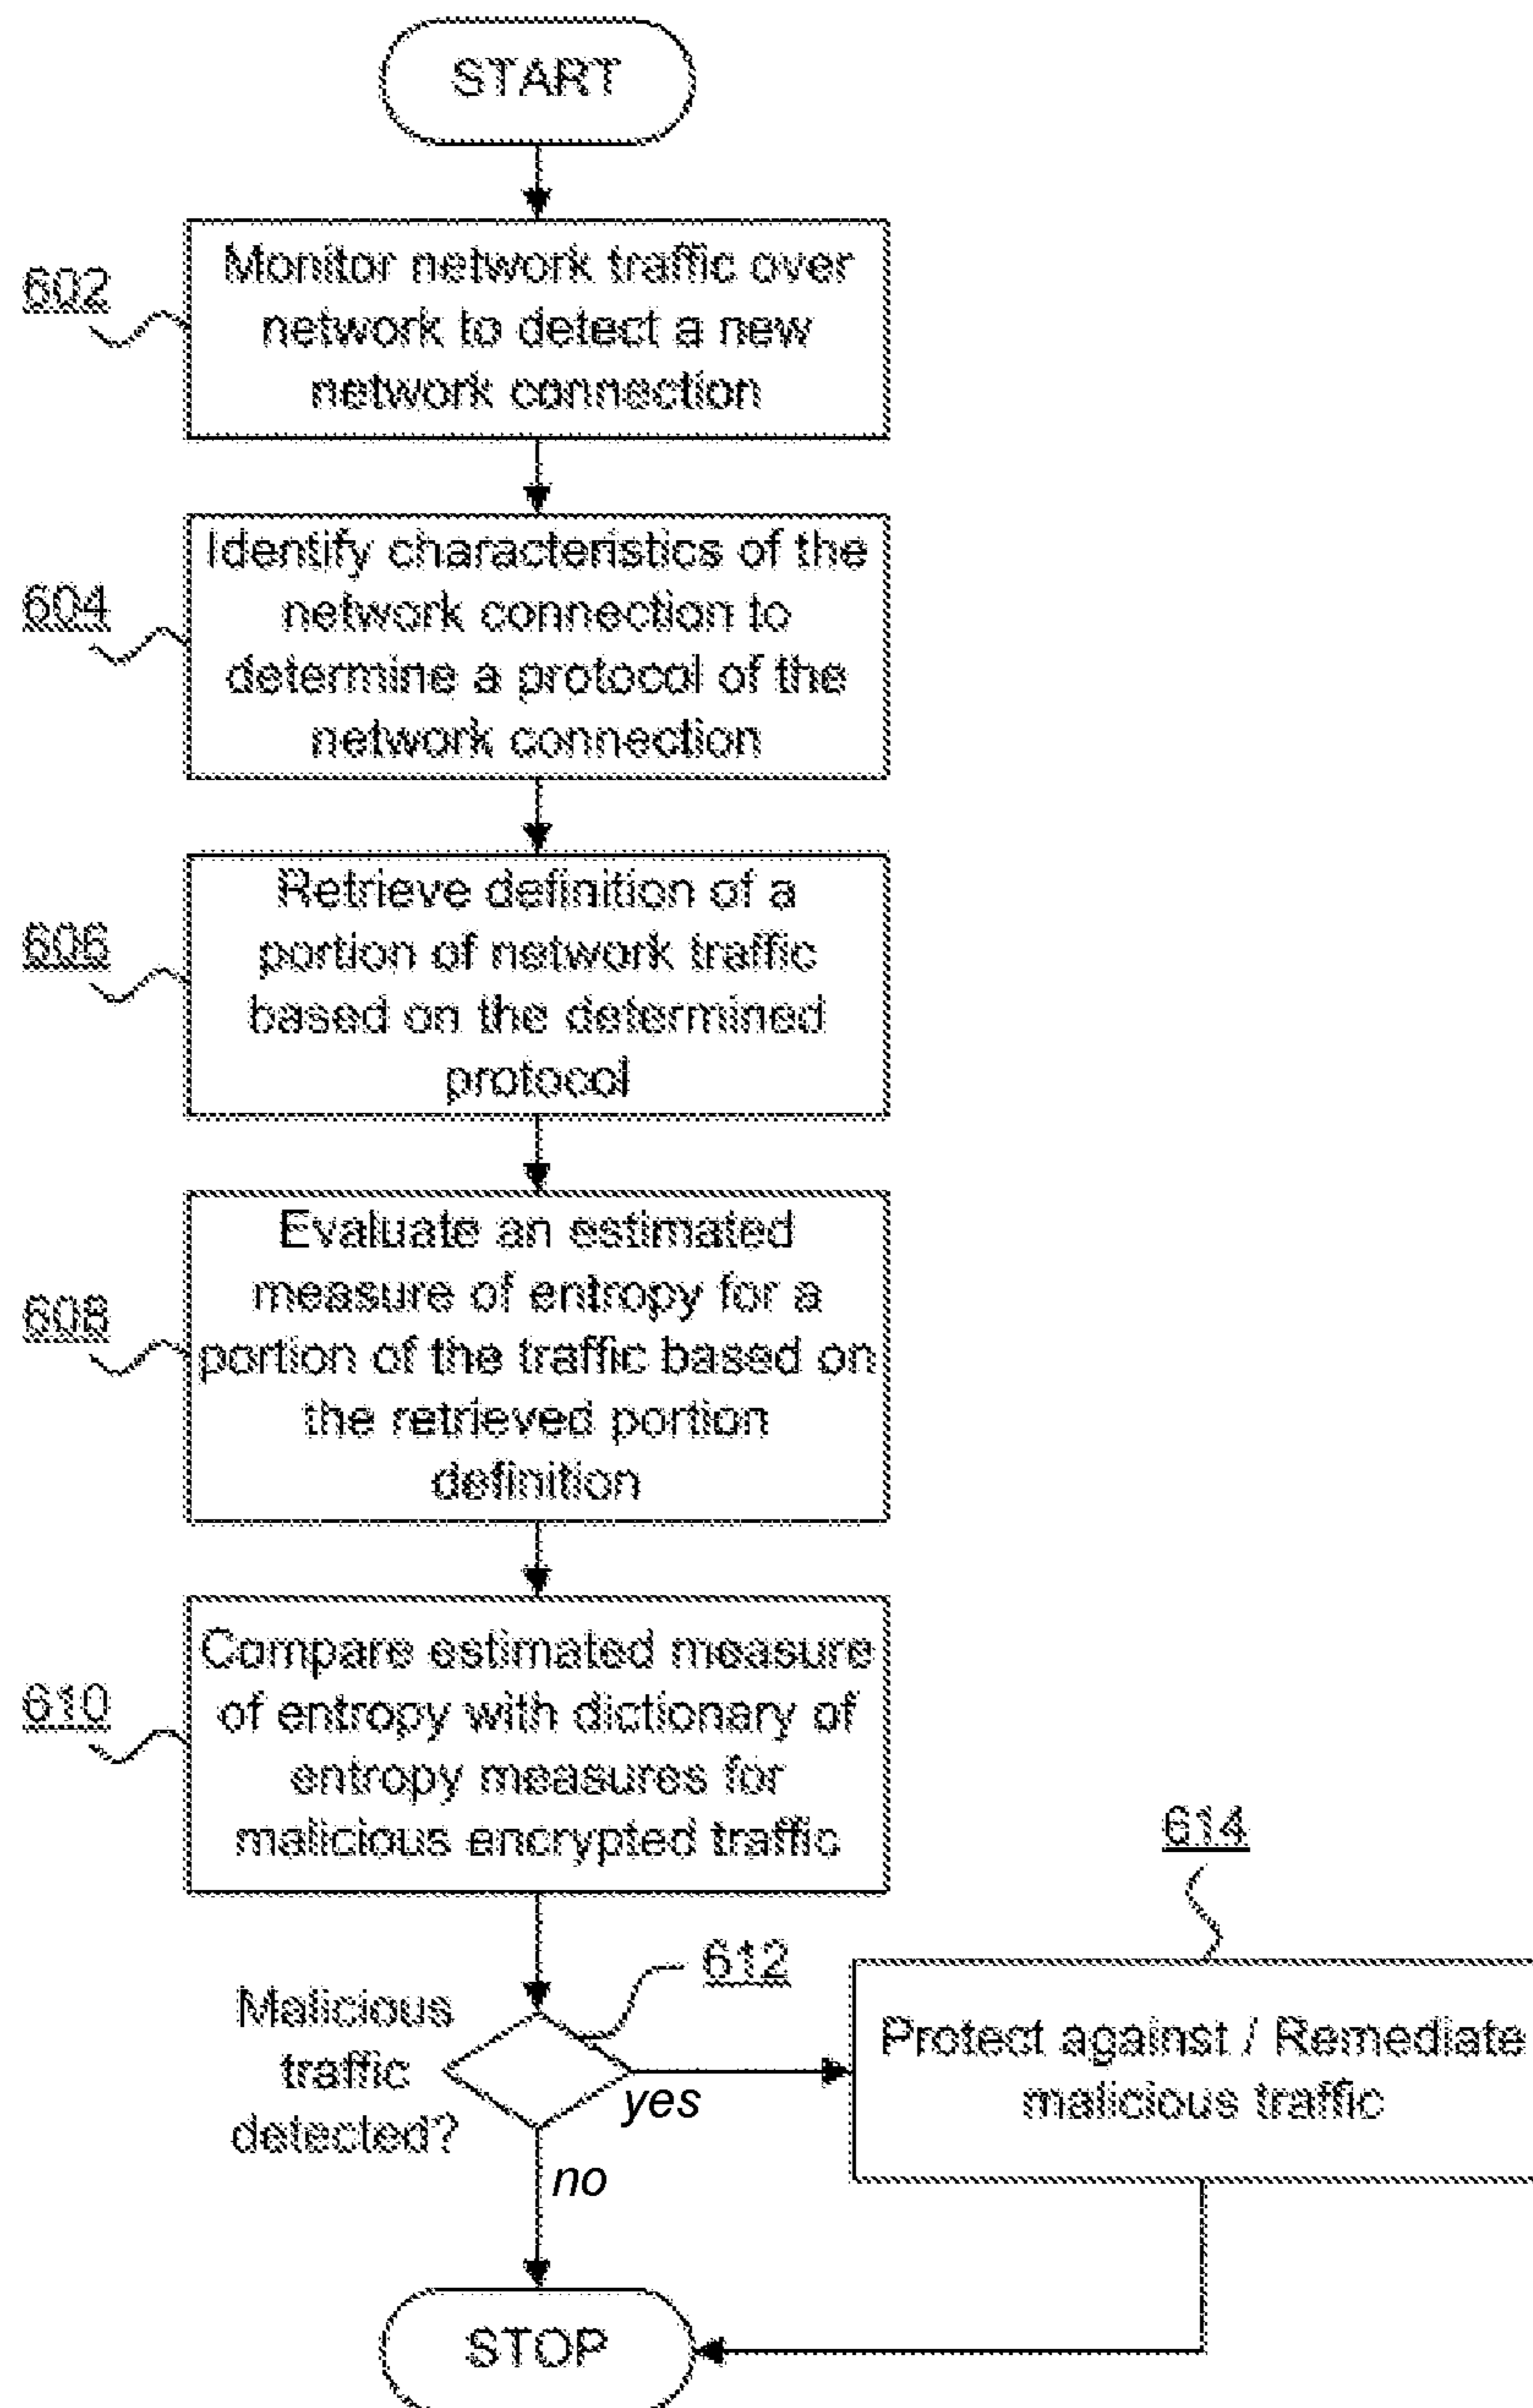 START
602
Monitor network traffic over
network to detect a new
network connection
604
Identify characteristics of the
network connection to
determine a protocol of the
network connection
606
Retrieve definition of a
portion of network traffic
based on the determined
protocol
608
Evaluate an estimated
measure of entropy for a
portion of the traffic based on
the retrieved portion
definition
610
Compare estimated measure
of entropy with dictionary of
entropy measures for
malicious encrypted traffic
612
Malicious
traffic
detected?
yes
no
614
Protect against / Remediate
malicious traffic
STOP